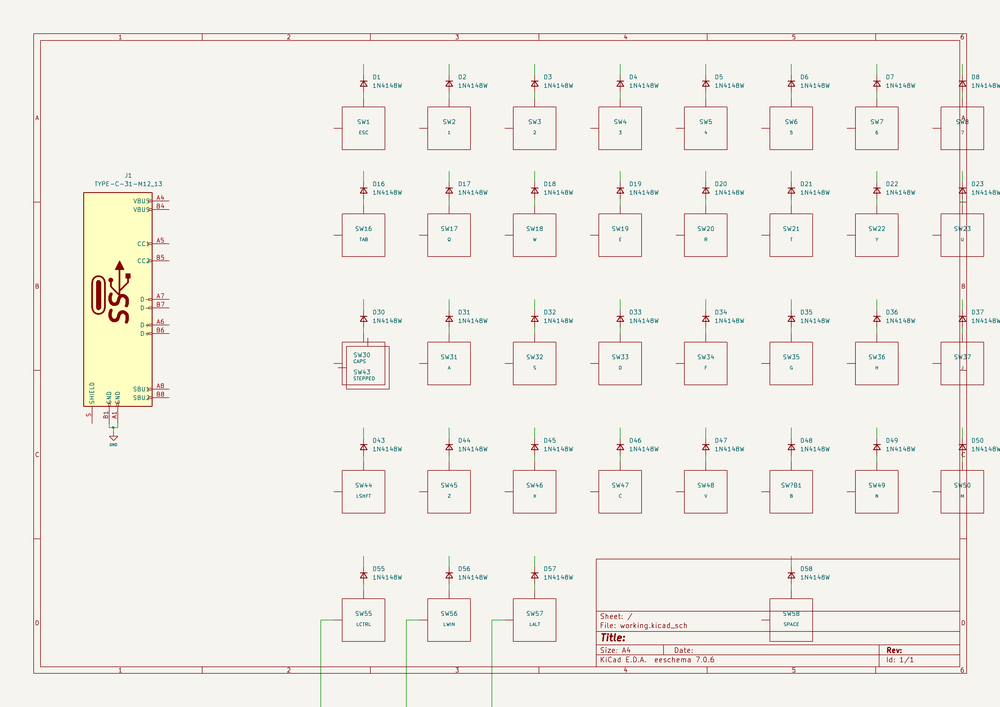 1 2 3 4 5 6
D1 D2 D3 D4 D5 D6 D7 D8
1N4148W 1N4148W 1N4148W 1N4148W 1N4148W 1N4148W 1N4148W 1N4148W
A A
SW1 SW2 SW3 SW4 SW5 SW6 SW7 SW8
ESC 1 2 3 4 5 6 7
J1
TYPE-C-31-M12_13
D16 D17 D18 D19 D20 D21 D22 D23
1N4148W 1N4148W 1N4148W 1N4148W 1N4148W 1N4148W 1N4148W 1N4148W
VBUS A4
VBUS B4
SW16 SW17 SW18 SW19 SW20 SW21 SW22 SW23
TAB Q W E R T Y U
CC1 A5
CC2 B5
B B
SS
D- A7
D- B7
D+ A6
D+ B6
D30 D31 D32 D33 D34 D35 D36 D37
1N4148W 1N4148W 1N4148W 1N4148W 1N4148W 1N4148W 1N4148W 1N4148W
SW30 SW31 SW32 SW33 SW34 SW35 SW36 SW37
CAPS A S D F G H J
SW43
STEPPED
SBU1 A8
SBU2 B8
SHIELD GND GND
S B1 A1
GND
D43 D44 D45 D46 D47 D48 D49 D50
1N4148W 1N4148W 1N4148W 1N4148W 1N4148W 1N4148W 1N4148W 1N4148W
C C
SW44 SW45 SW46 SW47 SW48 SW?B1 SW49 SW50
LSHFT Z X C V B N M
D55 D56 D57 D58
1N4148W 1N4148W 1N4148W 1N4148W
SW55 SW56 SW57 SW58
LCTRL LWIN LALT SPACE
D D
Sheet: /
File: working.kicad_sch
Title:
Size: A4 Date: Rev:
KiCad E.D.A. eeschema 7.0.6 Id: 1/1
1 2 3 4 5 6